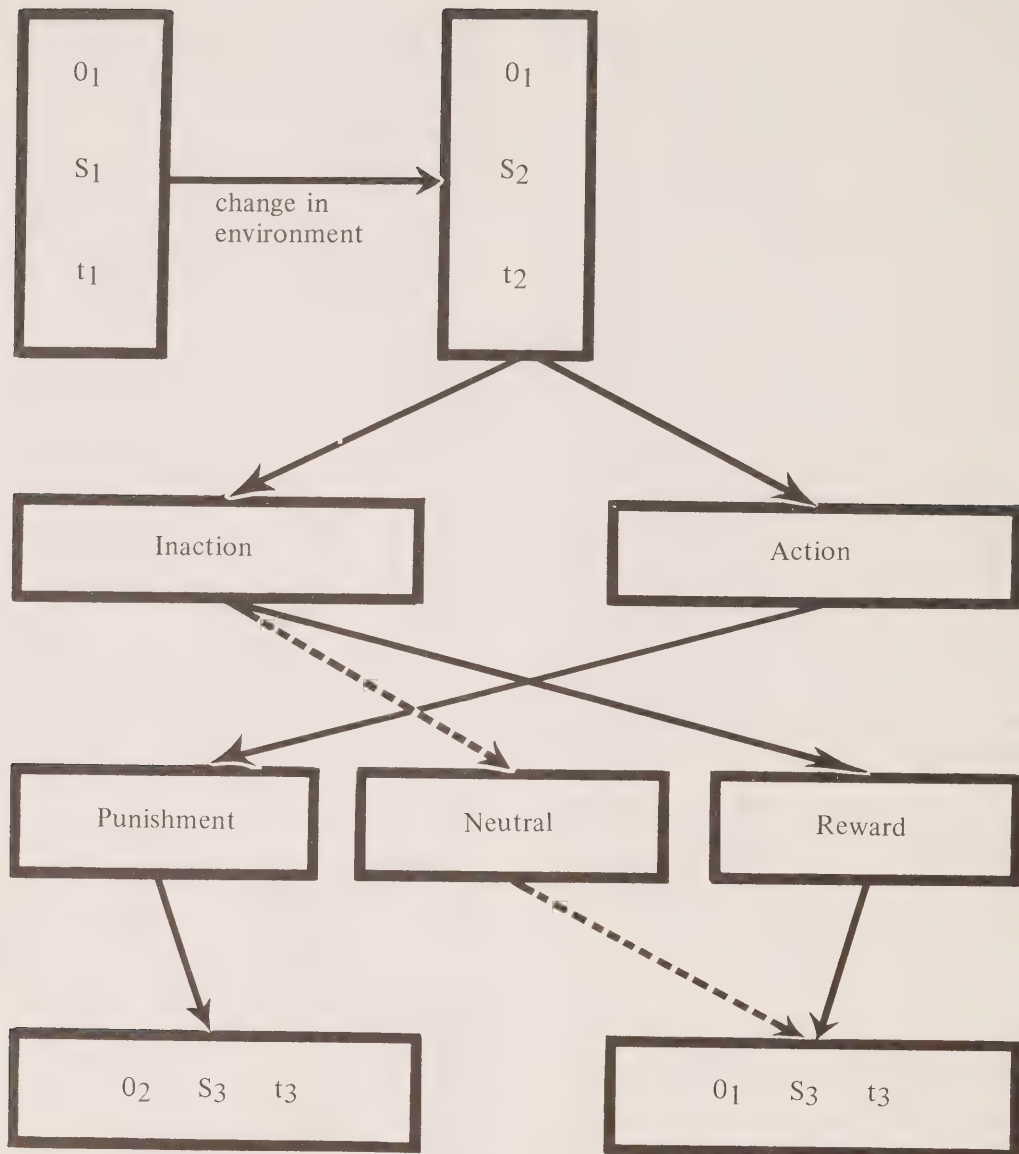 0₁
0₁
S₁
S₂
change in
environment
t₁
t₂
Inaction
Action
Punishment
Neutral
Reward
0₂ S₃ t₃
0₁ S₃ t₃